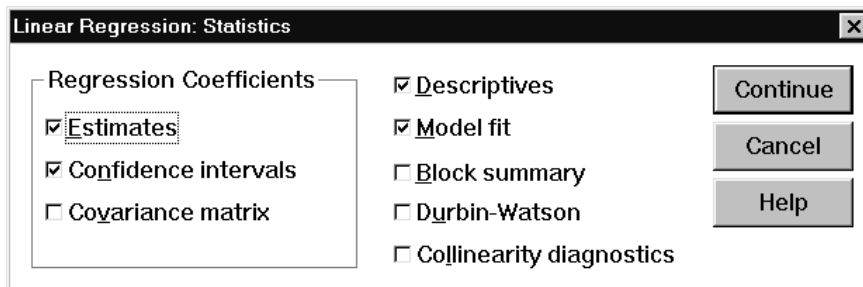 Linear Regression: Statistics
Regression Coefficients
Estimates
Confidence intervals
Covariance matrix
Descriptives
Model fit
Block summary
Durbin-Watson
Collinearity diagnostics
Continue
Cancel
Help